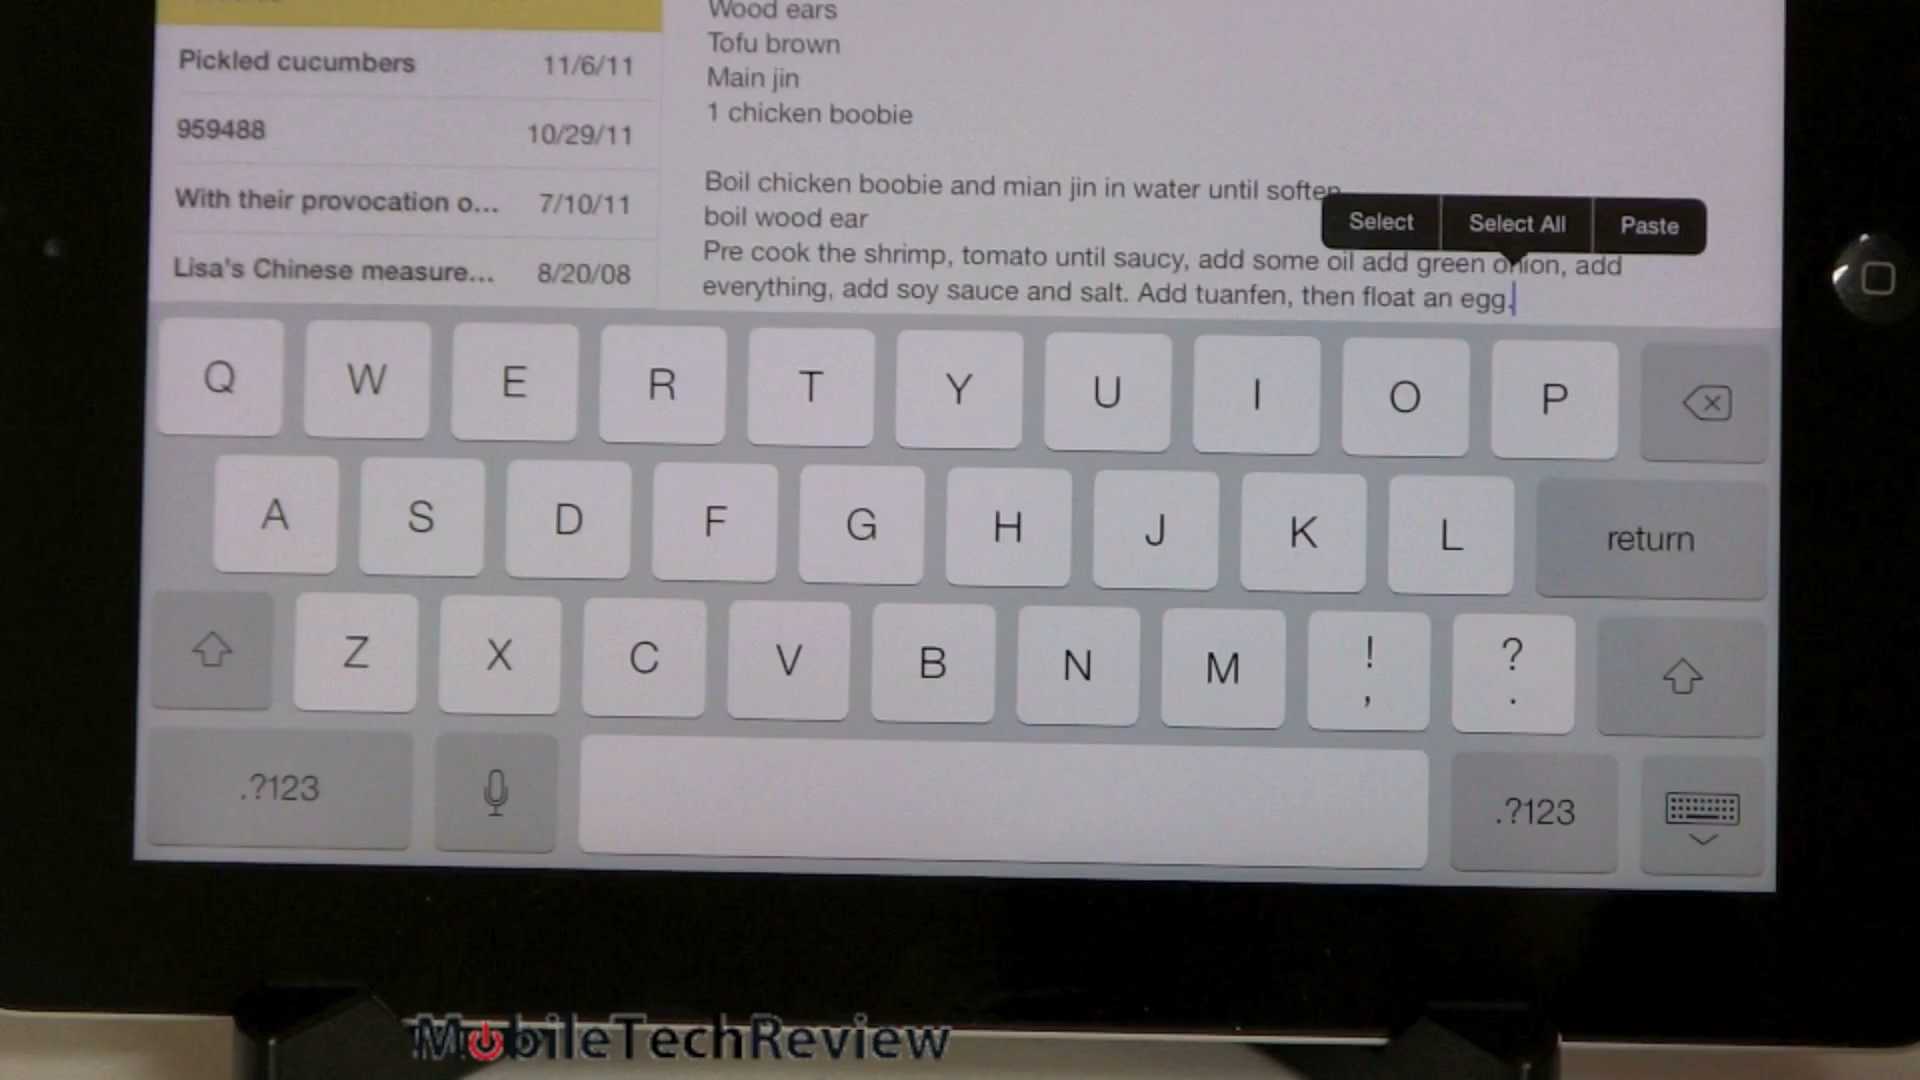 Wood ears
Tofu brown
Main jin
1 chicken boobie
Boil chicken boobie and mian jin in water until soften
boil wood ear
Pre cook the shrimp, tomato until saucy, add some oil add green onion, add
everything, add soy sauce and salt. Add tuanfen, then float an egg.
Select Select All Paste
Pickled cucumbers 11/6/11
959488 10/29/11
With their provocation o... 7/10/11
Lisa's Chinese measure... 8/20/08
Q W E R T Y U I O P
A S D F G H J K L return
Z X C V B N M ! , ? .
.?123 .?123
MobileTechReview